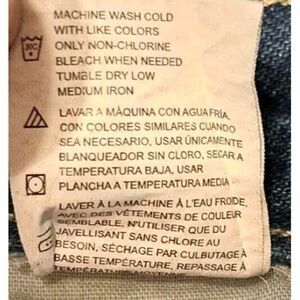 MACHINE WASH COLD
WITH LIKE COLORS
30C
ONLY NON-CHLORINE
BLEACH WHEN NEEDED
TUMBLE DRY LOW
MEDIUM IRON
LAVAR A MÁQUINA CON AGUA FRÍA,
CON COLORES SIMILARES CUANDO
SEA NECESARIO, USAR ÚNICAMENTE
BLANQUEADOR SIN CLORO, SECAR A
TEMPERATURA BAJA, USAR
PLANCHA A TEMPERATURA MEDIA
LAVER À LA MACHINE À L'EAU FROIDE,
AVEC DES VÊTEMENTS DE COULEUR
SEMBLABLE, N'UTILISER QUE DU
JAVELLISANT SANS CHLORE AU
BESOIN, SÉCHAGE PAR CULBUTAGE À
BASSE TEMPÉRATURE, REPASSAGE À